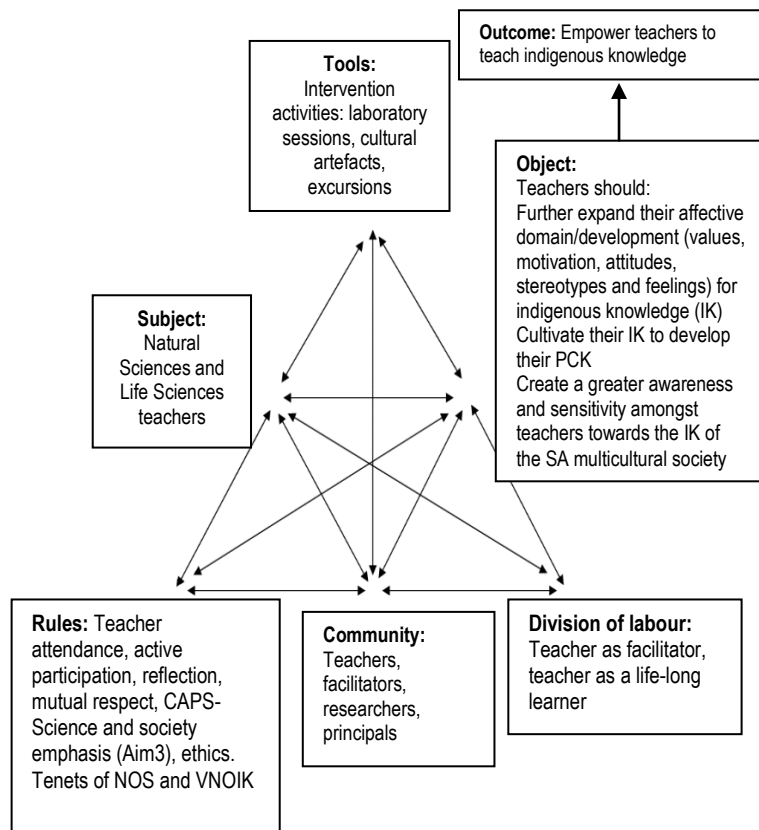 Outcome: Empower teachers to
teach indigenous knowledge
Tools:
Intervention
activities: laboratory
sessions, cultural
artefacts,
excursions
Object:
Teachers should:
Further expand their affective
domain/development (values,
motivation, attitudes,
stereotypes and feelings) for
indigenous knowledge (IK)
Cultivate their IK to develop
their PCK
Create a greater awareness
and sensitivity amongst
teachers towards the IK of
the SA multicultural society
Subject:
Natural
Sciences and
Life Sciences
teachers
Rules: Teacher
attendance, active
participation, reflection,
mutual respect, CAPS-
Science and society
emphasis (Aim3), ethics.
Tenets of NOS and VNOIK
Community:
Teachers,
facilitators,
researchers,
principals
Division of labour:
Teacher as facilitator,
teacher as a life-long
learner